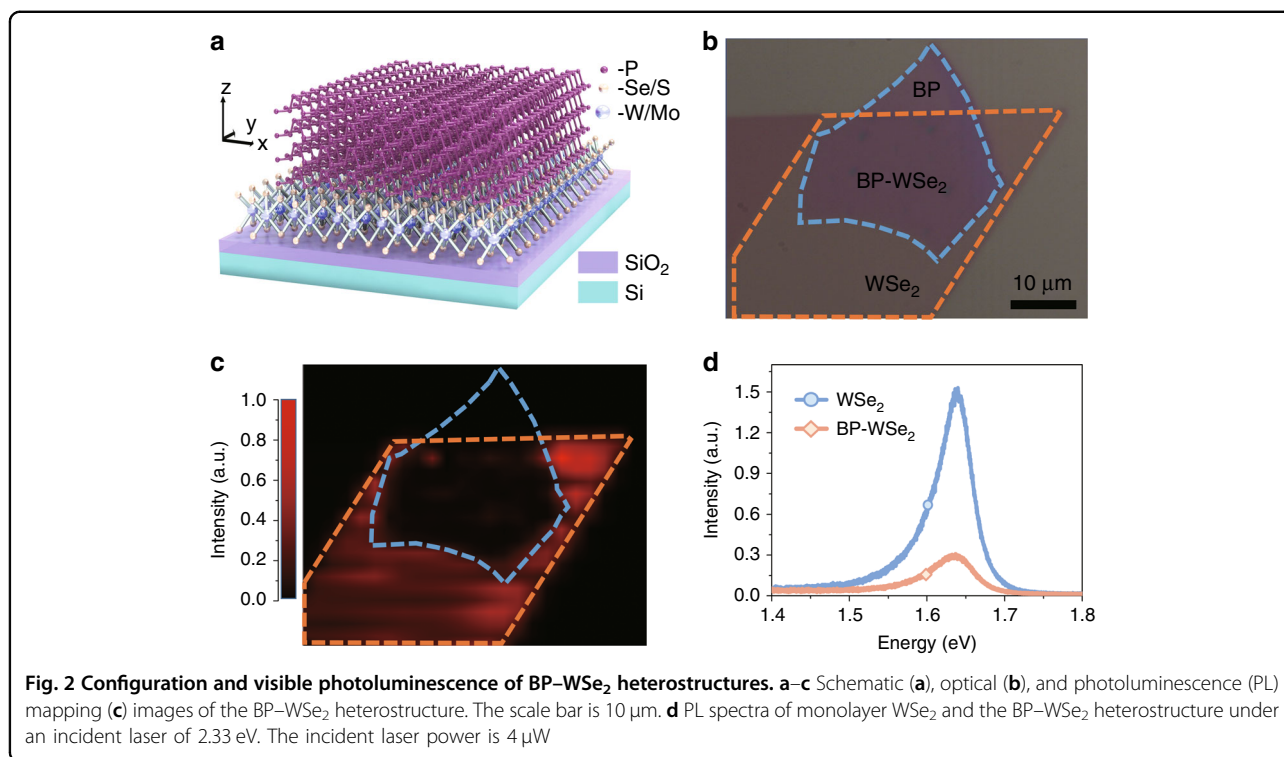 a
z
y
x
-P
-Se/S
-W/Mo
SiO₂
Si
b
BP
BP-WSe₂
WSe₂
10 μm
c
Intensity (a.u.)
1.0
0.8
0.6
0.4
0.2
0.0
d
Intensity (a.u.)
1.5
1.2
0.9
0.6
0.3
0.0
WSe₂
BP-WSe₂
1.4 1.5 1.6 1.7 1.8
Energy (eV)
Fig. 2 Configuration and visible photoluminescence of BP–WSe₂ heterostructures. a–c Schematic (a), optical (b), and photoluminescence (PL)
mapping (c) images of the BP–WSe₂ heterostructure. The scale bar is 10 μm. d PL spectra of monolayer WSe₂ and the BP–WSe₂ heterostructure under
an incident laser of 2.33 eV. The incident laser power is 4 μW